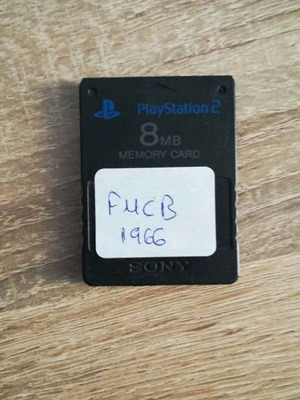 PlayStation 2
8MB
MEMORY CARD
FMCB
1966
SONY